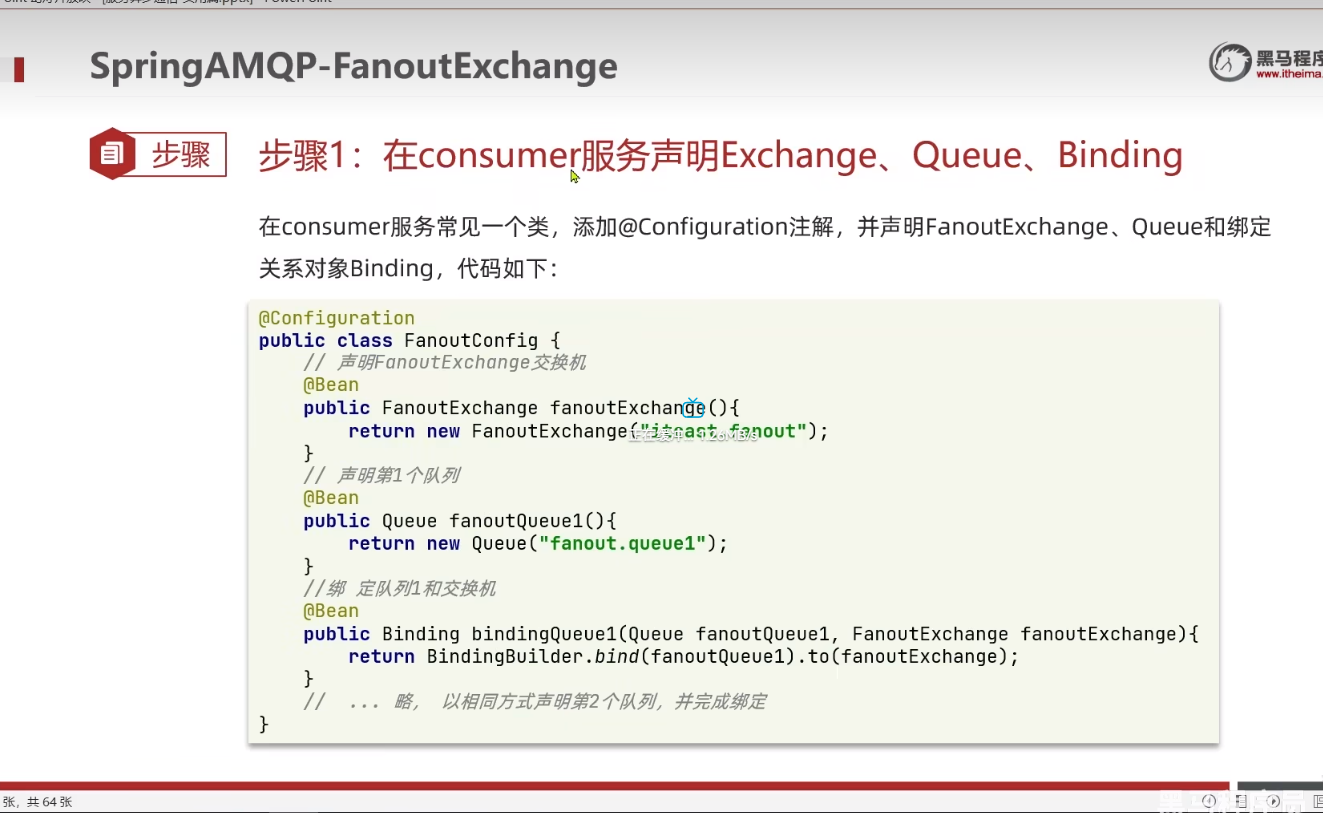 SpringAMQP-FanoutExchange
www.itheima.
步骤
步骤1：在consumer服务声明Exchange、Queue、Binding
在consumer服务常见一个类，添加@Configuration注解，并声明FanoutExchange、Queue和绑定
关系对象Binding，代码如下：
@Configuration
public class FanoutConfig {
// 声明FanoutExchange交换机
@Bean
public FanoutExchange fanoutExchange(){
return new FanoutExchange("itcast.fanout");
}
// 声明第1个队列
@Bean
public Queue fanoutQueue1(){
return new Queue("fanout.queue1");
}
//绑 定队列1和交换机
@Bean
public Binding bindingQueue1(Queue fanoutQueue1, FanoutExchange fanoutExchange){
return BindingBuilder.bind(fanoutQueue1).to(fanoutExchange);
}
// ... 略， 以相同方式声明第2个队列，并完成绑定
}
张，共 64 张